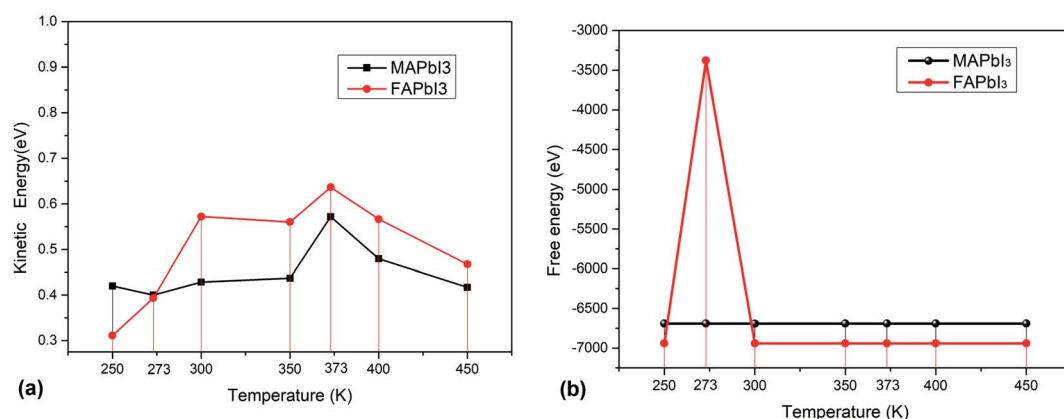 1.0
0.9
0.8
0.7
0.6
0.5
0.4
0.3
Kinetic Energy(eV)
MAPbI3
FAPbI3
250 273 300 350 373 400 450
Temperature (K)
(a)
-3000
-3500
-4000
-4500
-5000
-5500
-6000
-6500
-7000
Free energy (eV)
MAPbI₃
FAPbI₃
250 273 300 350 373 400 450
Temperature (K)
(b)